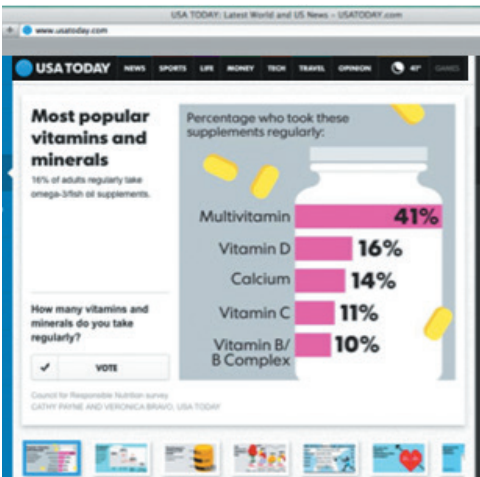 USA TODAY: Latest World and US News – USATODAY.com
www.usatoday.com
USA TODAY NEWS SPORTS LIFE MONEY TECH TRAVEL OPINION GAMES
Most popular
vitamins and
minerals
16% of adults regularly take
omega-3/fish oil supplements.
How many vitamins and
minerals do you take
regularly?
VOTE
Percentage who took these
supplements regularly:
Multivitamin 41%
Vitamin D 16%
Calcium 14%
Vitamin C 11%
Vitamin B/
B Complex 10%
Council for Responsible Nutrition survey
CATHY PAYNE AND VERONICA BRAVO, USA TODAY